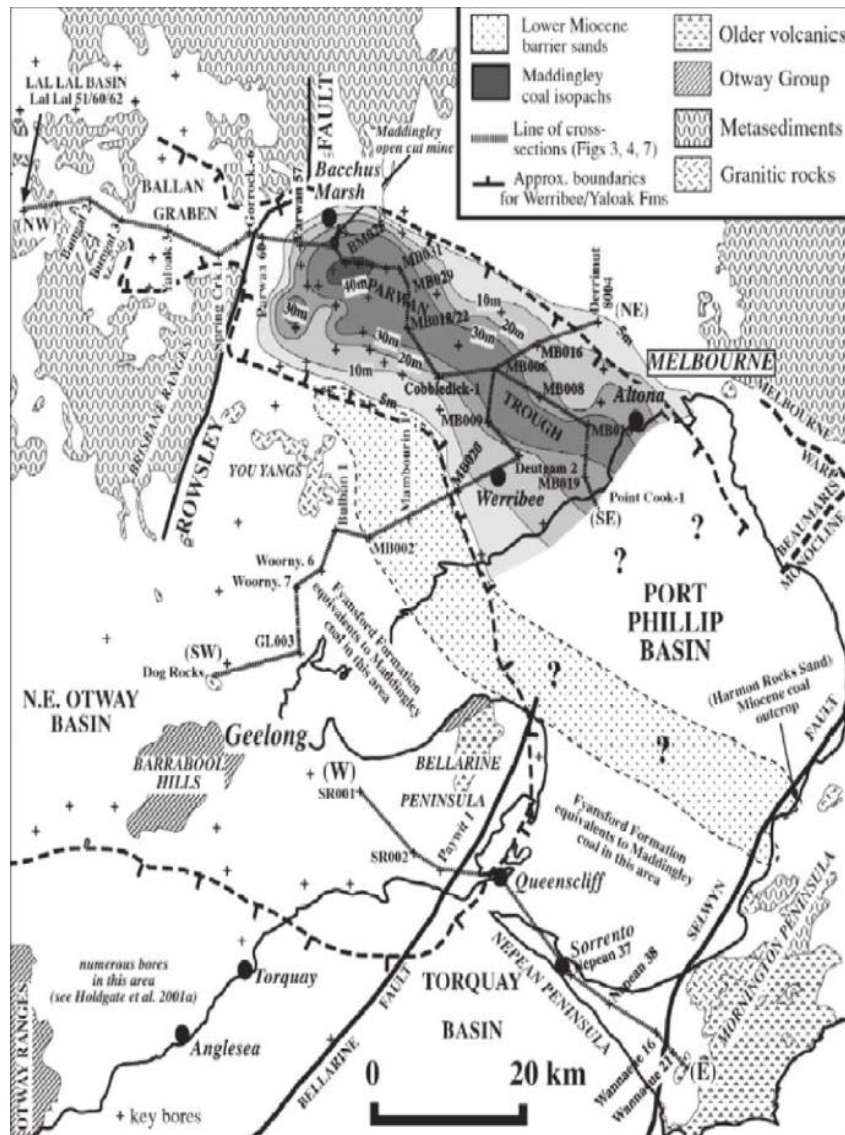 Lower Miocene
barrier sands
Maddingley
coal isopachs
Line of cross-
sections (Figs 3, 4, 7)
Approx. boundaries
for Werribee/Yaloak Fms
Older volcanics
Otway Group
Metasediments
Granitic rocks
LAL LAL BASIN
Lal Lal 51/60/62
(NW)
Bungal 2
Bungal 3
BALLAN
GRABEN
Yaloak 3
Spring Crk 1
Gorrock.-6
Parwan 60
Parwan 57
FAULT
"Maddingley
open cut mine
Bacchus
Marsh
MB031
MB029
PARWAN
40m
30m
MB018/22
10m
20m
30m
30m
20m
10m
5m
5m
Derrimut
8004
(NE)
MB016
MB006
MB008
Cobbledick-1
MB009
TROUGH
Altona
MELBOURNE
MELBOURNE
WARP
BEAUMARIS
MONOCLINE
BRISBANE RANGES
ROWSLEY
YOU YANGS
Bulban 1
Mambourin 1
MB020
Deutgam 2
MB019
Werribee
Point Cook-1
(SE)
MB002
Woorny. 6
Woorny. 7
GL003
(SW)
Dog Rocks
Fyansford Formation
equivalents to Maddingley
coal in this area
? ? ? ?
PORT
PHILLIP
BASIN
(Harmon Rocks Sand)
Miocene coal
outcrop
FAULT
N.E. OTWAY
BASIN
Geelong
BARRABOOL
HILLS
(W)
SR001
BELLARINE
PENINSULA
SR002
Paywit 1
Queenscliff
Fyansford Formation
equivalents to Maddingley
coal in this area
SELWYN
MORNINGTON PENINSULA
Sorrento
Nepean 37
Nepean 38
NEPEAN PENINSULA
numerous bores
in this area
(see Holdgate et al. 2001a)
Torquay
Anglesea
OTWAY RANGES
BELLARINE
FAULT
TORQUAY
BASIN
Wannaeue 16
Wannaeue 21
(E)
0 20 km
+ key bores